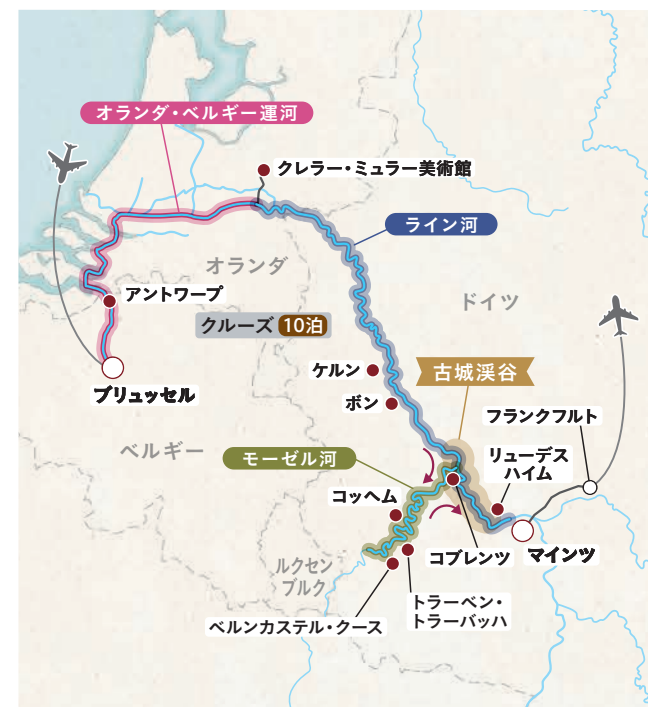 オランダ・ベルギー運河
クレラー・ミュラー美術館
ライン河
オランダ
アントワープ
ドイツ
クルーズ 10泊
ケルン
古城渓谷
ブリュッセル
ボン
フランクフルト
ベルギー
モーゼル河
リューデス
ハイム
コッヘム
コブレンツ
マインツ
ルクセン
ブルク
トラーベン・
トラーバッハ
ベルンカステル・クース